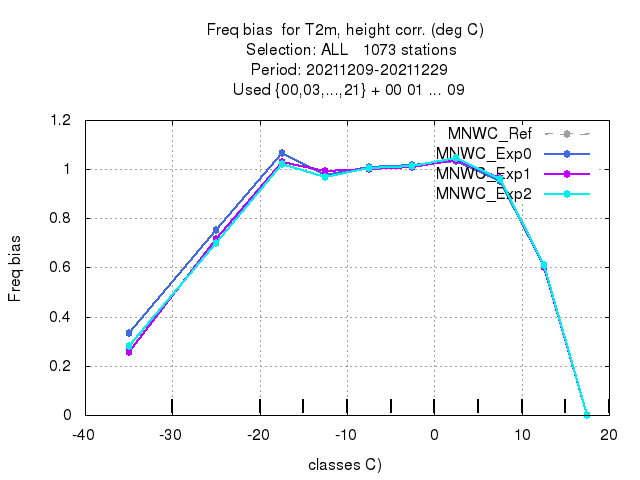 Freq bias  for T2m, height corr. (deg C)
Selection: ALL   1073 stations
Period: 20211209-20211229
Used {00,03,...,21} + 00 01 ... 09
MNWC_Ref
MNWC_Exp0
MNWC_Exp1
MNWC_Exp2
Freq bias
1.2
1
0.8
0.6
0.4
0.2
0
-40 -30 -20 -10 0 10 20
classes C)